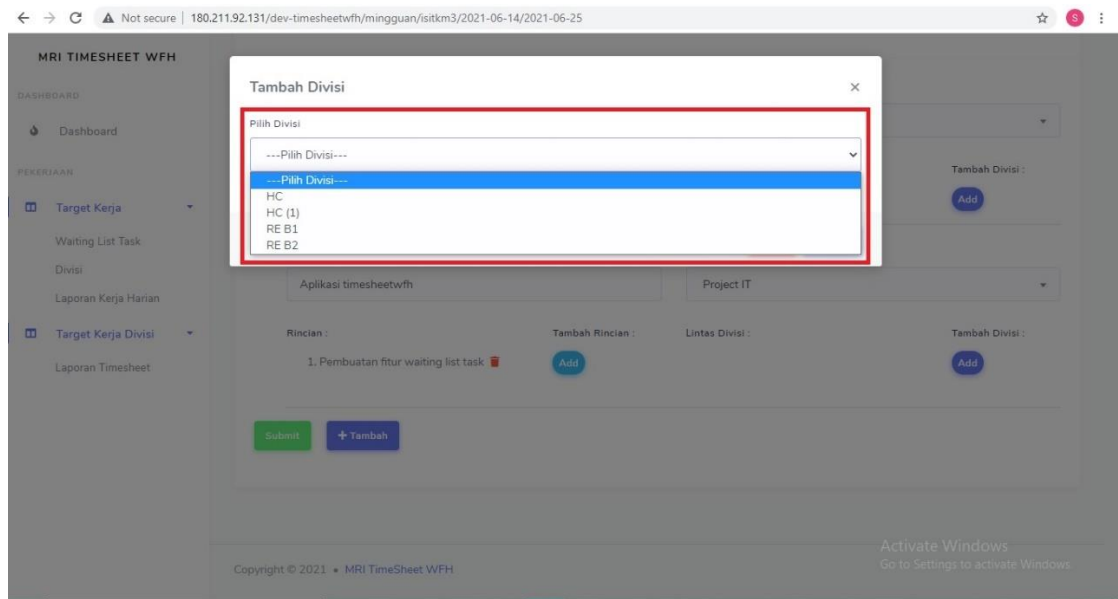 Not secure | 180.211.92.131/dev-timesheetwfh/mingguan/isitkm3/2021-06-14/2021-06-25
S
MRI TIMESHEET WFH
DASHBOARD
Dashboard
PEKERJAAN
Target Kerja
Waiting List Task
Divisi
Laporan Kerja Harian
Target Kerja Divisi
Laporan Timesheet
Tambah Divisi ×
Pilih Divisi
---Pilih Divisi---
---Pilih Divisi---
HC
HC (1)
RE B1
RE B2
Tambah Divisi :
Add
Aplikasi timesheetwfh Project IT
Rincian : Tambah Rincian : Lintas Divisi : Tambah Divisi :
1. Pembuatan fitur waiting list task Add Add
Submit + Tambah
Copyright © 2021 • MRI TimeSheet WFH
Activate Windows
Go to Settings to activate Windows.